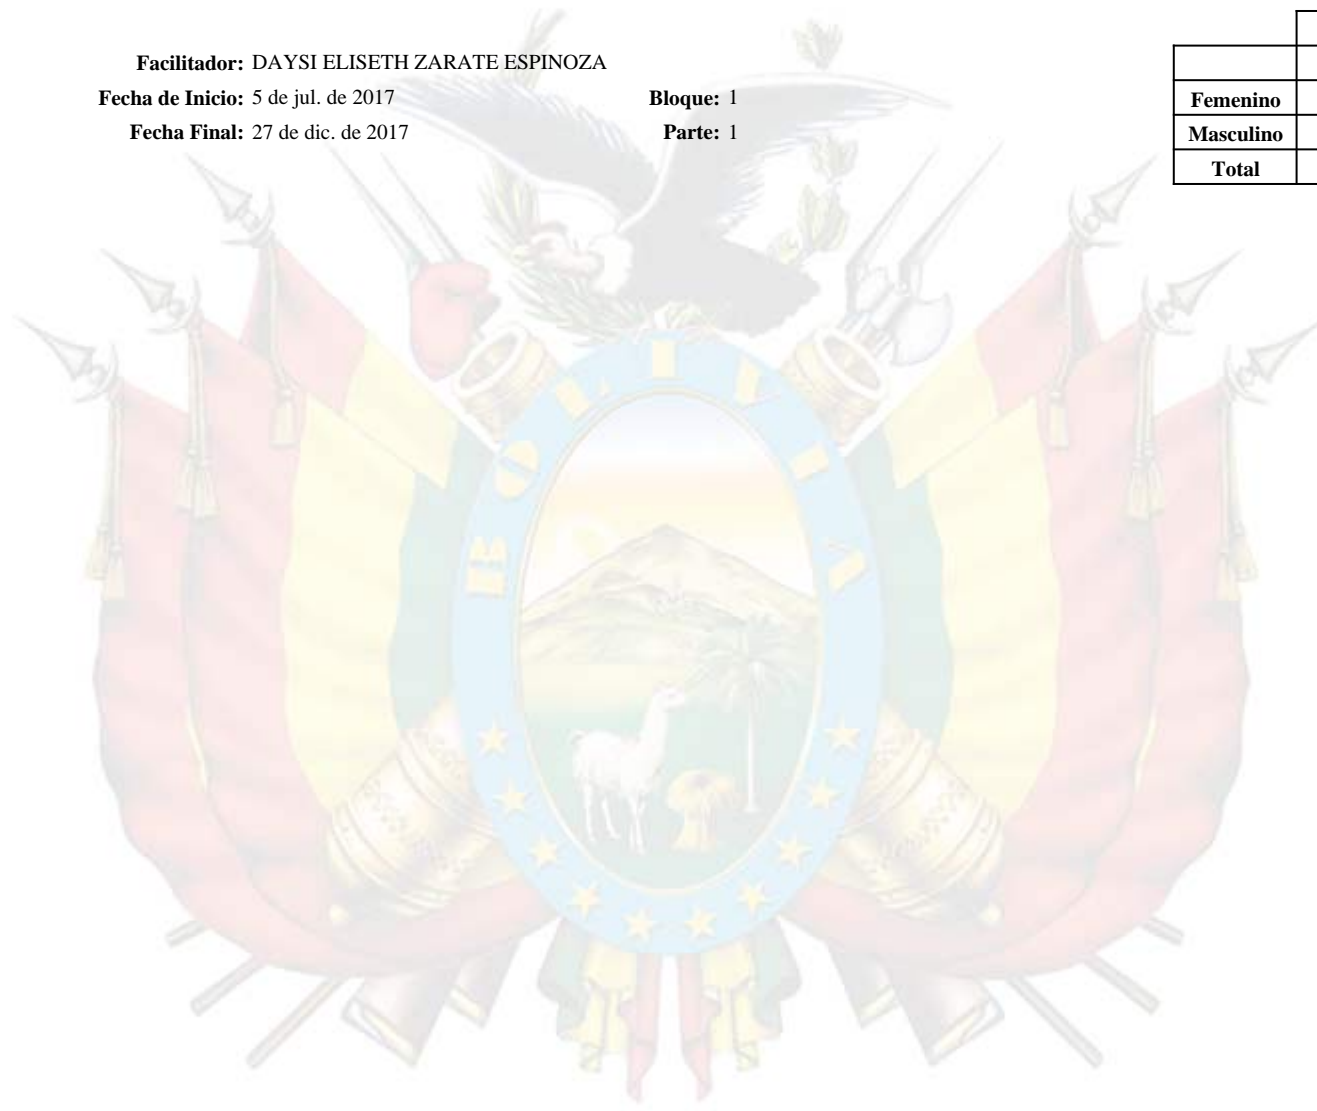 Facilitador: DAYSI ELISETH ZARATE ESPINOZA
Fecha de Inicio: 5 de jul. de 2017 Bloque: 1
Fecha Final: 27 de dic. de 2017 Parte: 1
Femenino
Masculino
Total
BOLIVIA